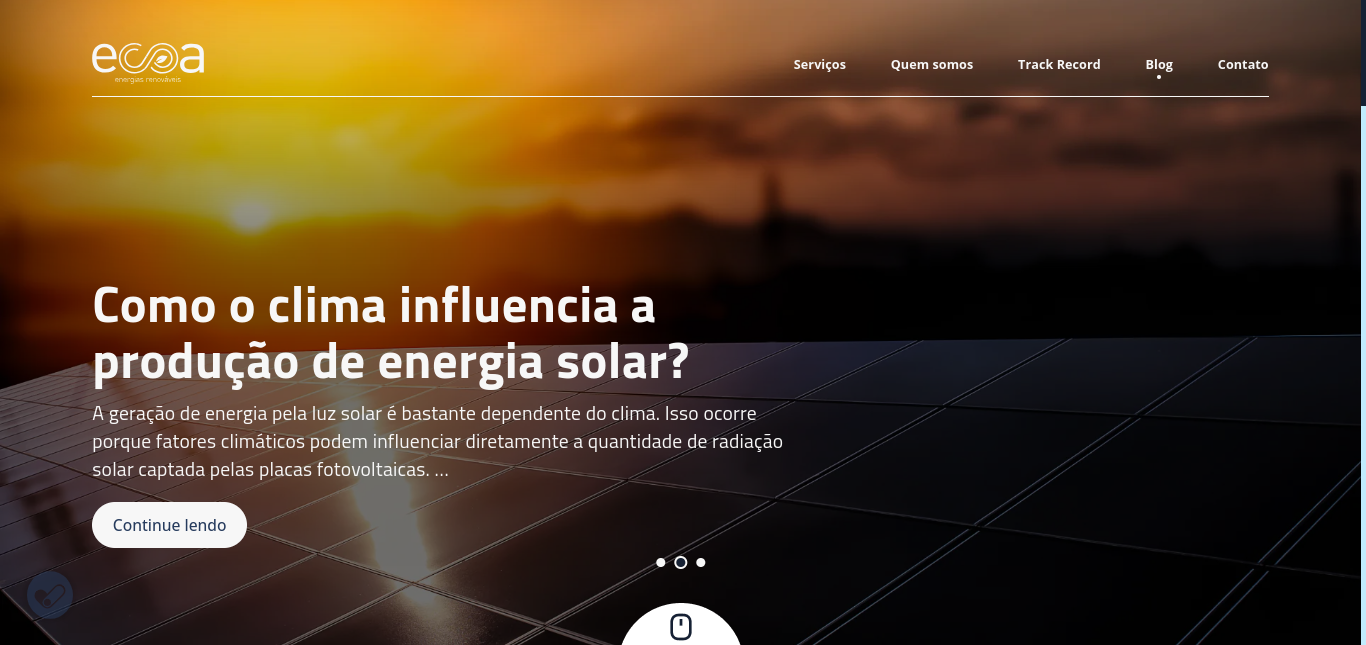 ecoa
energias renováveis
Serviços Quem somos Track Record Blog Contato
Como o clima influencia a
produção de energia solar?
A geração de energia pela luz solar é bastante dependente do clima. Isso ocorre
porque fatores climáticos podem influenciar diretamente a quantidade de radiação
solar captada pelas placas fotovoltaicas. ...
Continue lendo